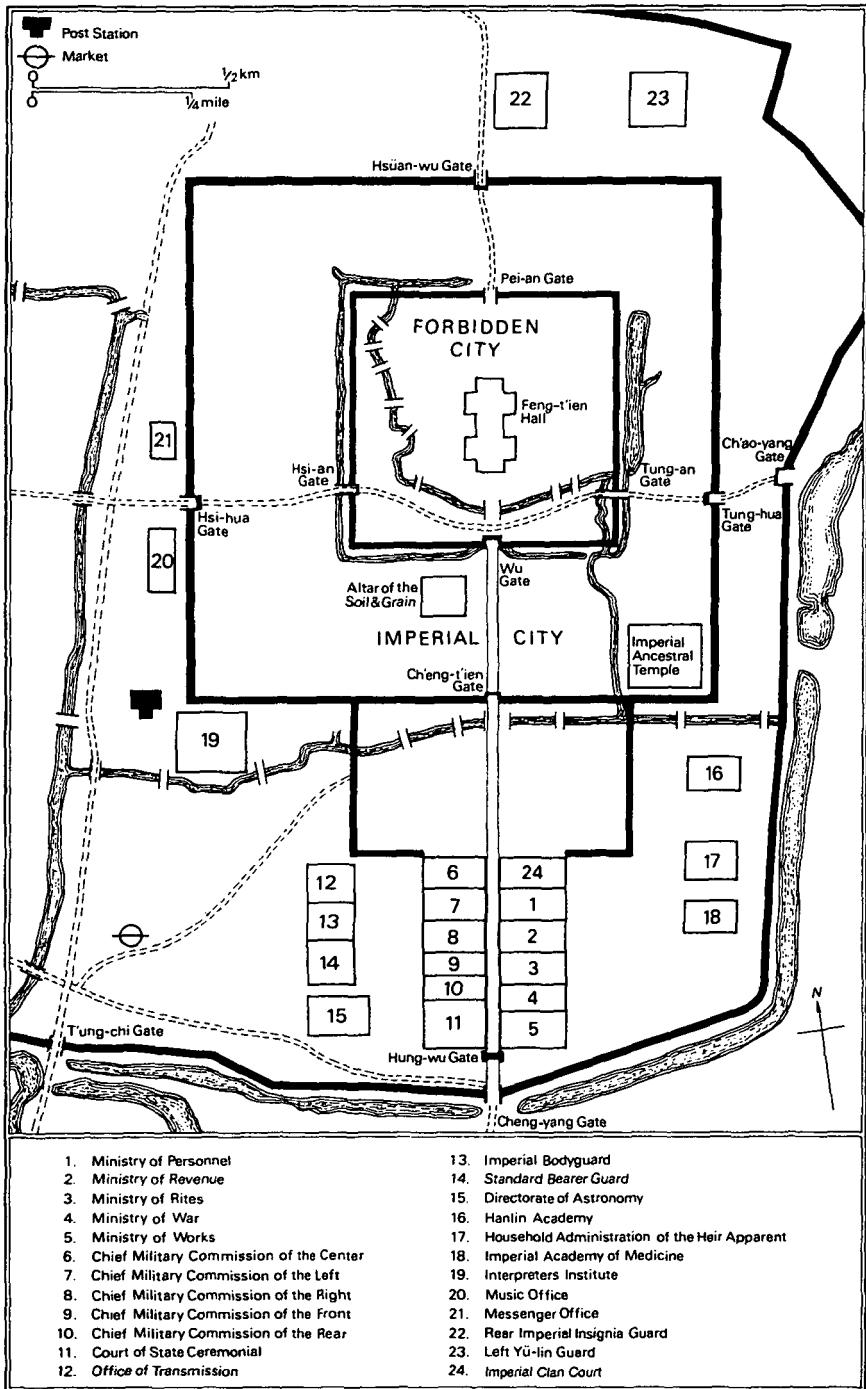 Post Station
Market
1/2 km
1/4 mile
22
23
Hsüan-wu Gate
Pei-an Gate
FORBIDDEN
CITY
Feng-t'ien
Hall
21
Ch'ao-yang
Gate
Hsi-an
Gate
Tung-an
Gate
Hsi-hua
Gate
Tung-hua
Gate
20
Wu
Gate
Altar of the
Soil & Grain
IMPERIAL CITY
Imperial
Ancestral
Temple
Ch'eng-t'ien
Gate
19
16
12
6
24
17
13
7
1
18
8
2
14
9
3
10
4
15
11
5
N
T'ung-chi Gate
Hung-wu Gate
Cheng-yang Gate
1. Ministry of Personnel
2. Ministry of Revenue
3. Ministry of Rites
4. Ministry of War
5. Ministry of Works
6. Chief Military Commission of the Center
7. Chief Military Commission of the Left
8. Chief Military Commission of the Right
9. Chief Military Commission of the Front
10. Chief Military Commission of the Rear
11. Court of State Ceremonial
12. Office of Transmission
13. Imperial Bodyguard
14. Standard Bearer Guard
15. Directorate of Astronomy
16. Hanlin Academy
17. Household Administration of the Heir Apparent
18. Imperial Academy of Medicine
19. Interpreters Institute
20. Music Office
21. Messenger Office
22. Rear Imperial Insignia Guard
23. Left Yü-lin Guard
24. Imperial Clan Court